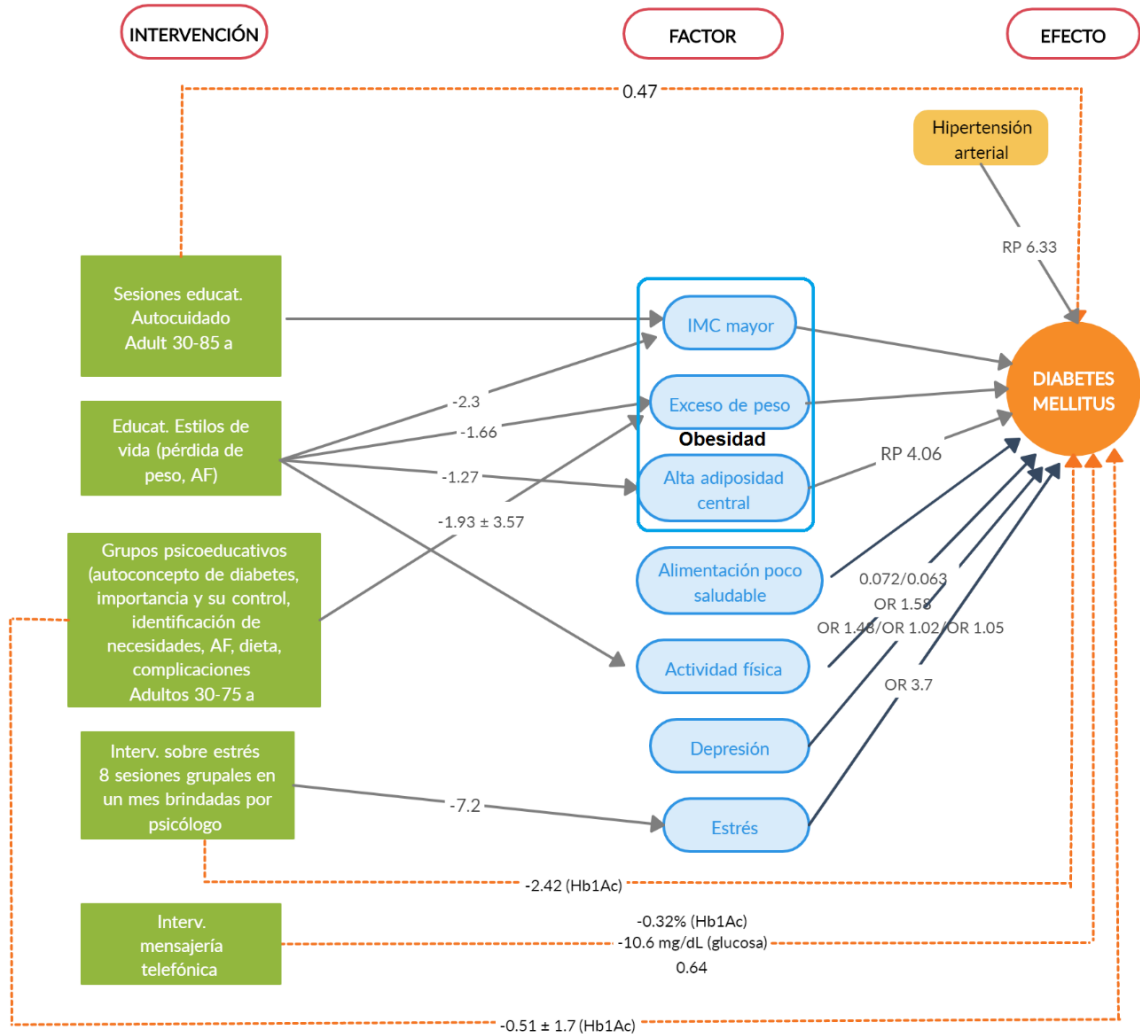 INTERVENCIÓN
FACTOR
EFECTO
0.47
Hipertensión
arterial
RP 6.33
Sesiones educat.
Autocuidado
Adult 30-85 a
IMC mayor
DIABETES
MELLITUS
-2.3
Exceso de peso
Educat. Estilos de
vida (pérdida de
peso, AF)
-1.66
Obesidad
RP 4.06
-1.27
Alta adiposidad
central
-1.93 ± 3.57
Grupos psicoeducativos
(autoconcepto de diabetes,
importancia y su control,
identificación de
necesidades, AF, dieta,
complicaciones
Adultos 30-75 a
Alimentación poco
saludable
0.072/0.063
OR 1.58
OR 1.48/OR 1.02/OR 1.05
Actividad física
OR 3.7
Depresión
Interv. sobre estrés
8 sesiones grupales en
un mes brindadas por
psicólogo
-7.2
Estrés
-2.42 (Hb1Ac)
Interv.
mensajería
telefónica
-0.32% (Hb1Ac)
-10.6 mg/dL (glucosa)
0.64
-0.51 ± 1.7 (Hb1Ac)